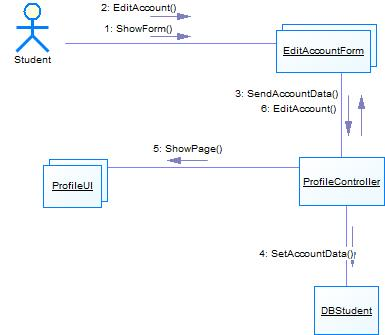 2: EditAccount()
1: ShowForm()
Student
EditAccountForm
3: SendAccountData()
6: EditAccount()
5: ShowPage()
ProfileUI
ProfileController
4: SetAccountData()
DBStudent